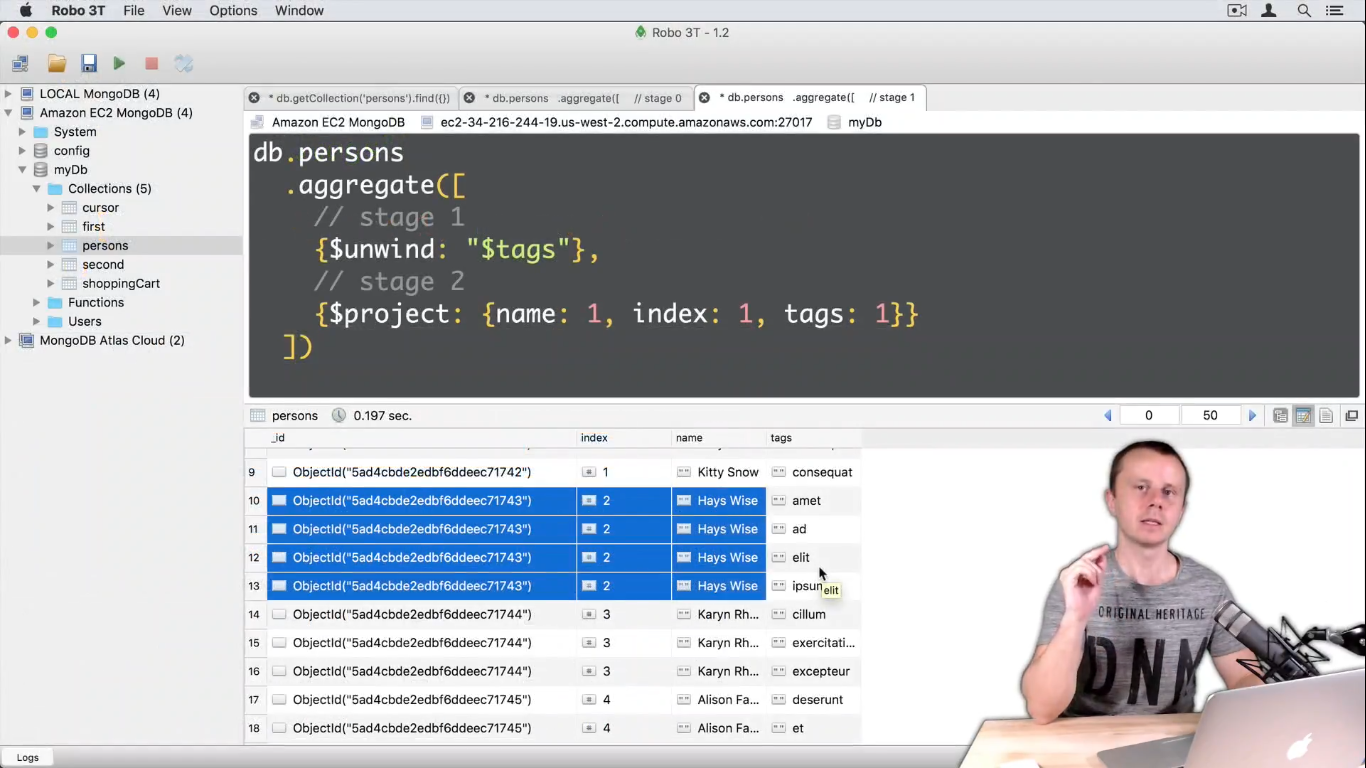 Robo 3T File View Options Window
Robo 3T - 1.2
LOCAL MongoDB (4)
Amazon EC2 MongoDB (4)
System
config
myDb
Collections (5)
cursor
first
persons
second
shoppingCart
Functions
Users
MongoDB Atlas Cloud (2)
* db.getCollection('persons').find({}) * db.persons .aggregate([ // stage 0 * db.persons .aggregate([ // stage 1
Amazon EC2 MongoDB ec2-34-216-244-19.us-west-2.compute.amazonaws.com:27017 myDb
db.persons
.aggregate([
// stage 1
{$unwind: "$tags"},
// stage 2
{$project: {name: 1, index: 1, tags: 1}}
])
persons 0.197 sec. 0 50
_id index name tags
9 ObjectId("5ad4cbde2edbf6ddeec71742") 1 Kitty Snow consequat
10 ObjectId("5ad4cbde2edbf6ddeec71743") 2 Hays Wise amet
11 ObjectId("5ad4cbde2edbf6ddeec71743") 2 Hays Wise ad
12 ObjectId("5ad4cbde2edbf6ddeec71743") 2 Hays Wise elit
13 ObjectId("5ad4cbde2edbf6ddeec71743") 2 Hays Wise ipsum
elit
14 ObjectId("5ad4cbde2edbf6ddeec71744") 3 Karyn Rh... cillum
15 ObjectId("5ad4cbde2edbf6ddeec71744") 3 Karyn Rh... exercitati...
16 ObjectId("5ad4cbde2edbf6ddeec71744") 3 Karyn Rh... excepteur
17 ObjectId("5ad4cbde2edbf6ddeec71745") 4 Alison Fa... deserunt
18 ObjectId("5ad4cbde2edbf6ddeec71745") 4 Alison Fa... et
ORIGINAL HERITAGE
DNM
Logs